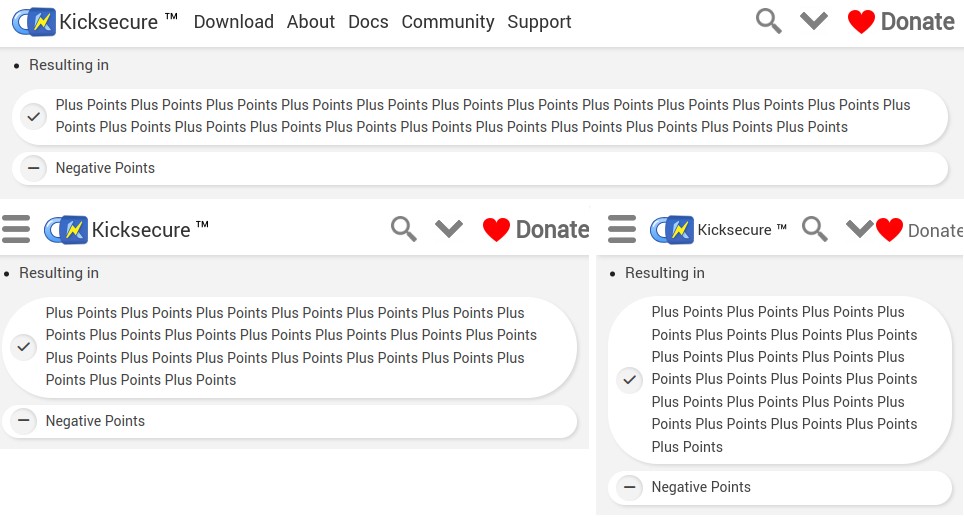 Kicksecure ™ Download About Docs Community Support Donate
• Resulting in
Plus Points Plus Points Plus Points Plus Points Plus Points Plus Points Plus Points Plus Points Plus Points Plus Points Plus Points Plus
Points Plus Points Plus Points Plus Points Plus Points Plus Points Plus Points Plus Points Plus Points Plus Points Plus Points
Negative Points
Kicksecure ™ Donate
• Resulting in
Plus Points Plus Points Plus Points Plus Points Plus Points Plus Points Plus
Points Plus Points Plus Points Plus Points Plus Points Plus Points Plus Points
Plus Points Plus Points Plus Points Plus Points Plus Points Plus Points Plus
Points Plus Points Plus Points
Negative Points
Kicksecure ™ Donate
• Resulting in
Plus Points Plus Points Plus Points Plus
Points Plus Points Plus Points Plus Points
Plus Points Plus Points Plus Points Plus
Points Plus Points Plus Points Plus Points
Plus Points Plus Points Plus Points Plus
Points Plus Points Plus Points Plus Points
Plus Points
Negative Points